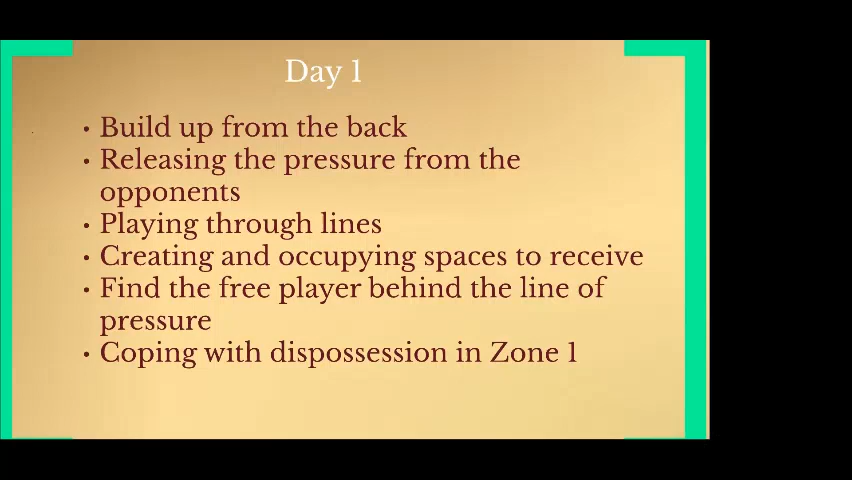 Day 1
• Build up from the back
• Releasing the pressure from the
opponents
• Playing through lines
• Creating and occupying spaces to receive
• Find the free player behind the line of
pressure
• Coping with dispossession in Zone 1